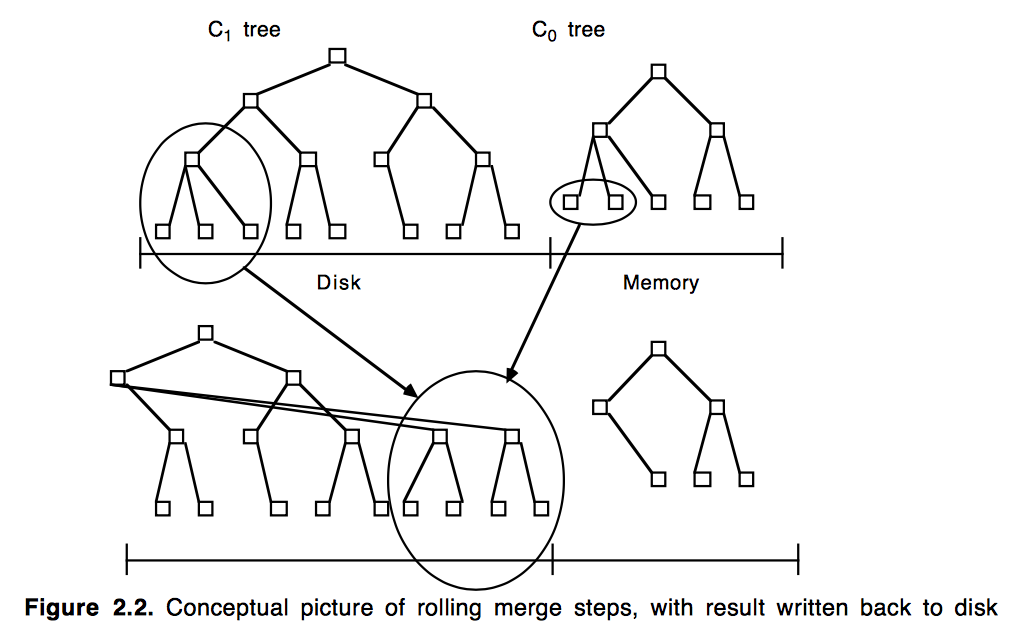 C₁ tree
C₀ tree
Disk
Memory
Figure 2.2. Conceptual picture of rolling merge steps, with result written back to disk